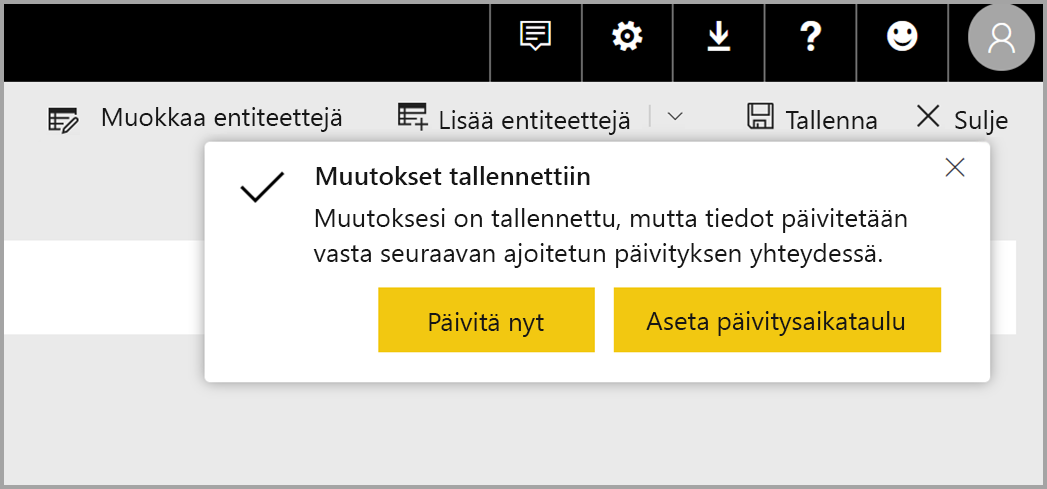 Muokkaa entiteettejä Lisää entiteettejä Tallenna Sulje
Muutokset tallennettiin
Muutoksesi on tallennettu, mutta tiedot päivitetään
vasta seuraavan ajoitetun päivityksen yhteydessä.
Päivitä nyt Aseta päivitysaikataulu